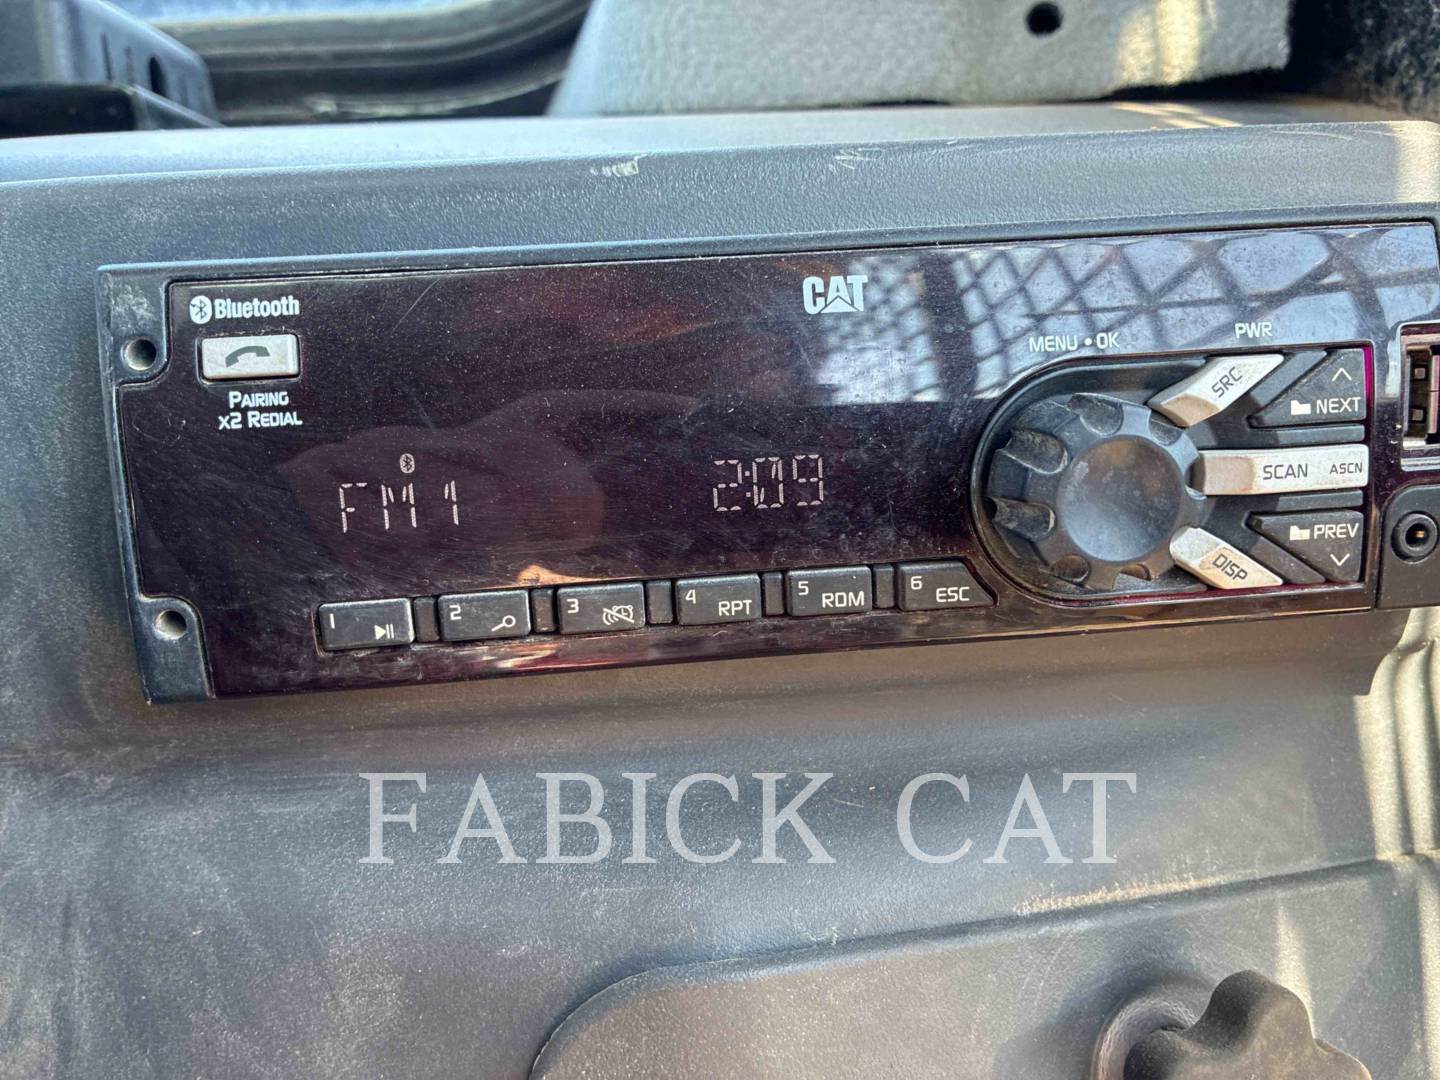 Bluetooth
CAT
PAIRING
X2 REDIAL
MENU • OK
PWR
SRC
NEXT
SCAN ASCN
PREV
DISP
FM1
2:09
1
2
3
4 RPT
5 RDM
6 ESC
FABICK CAT